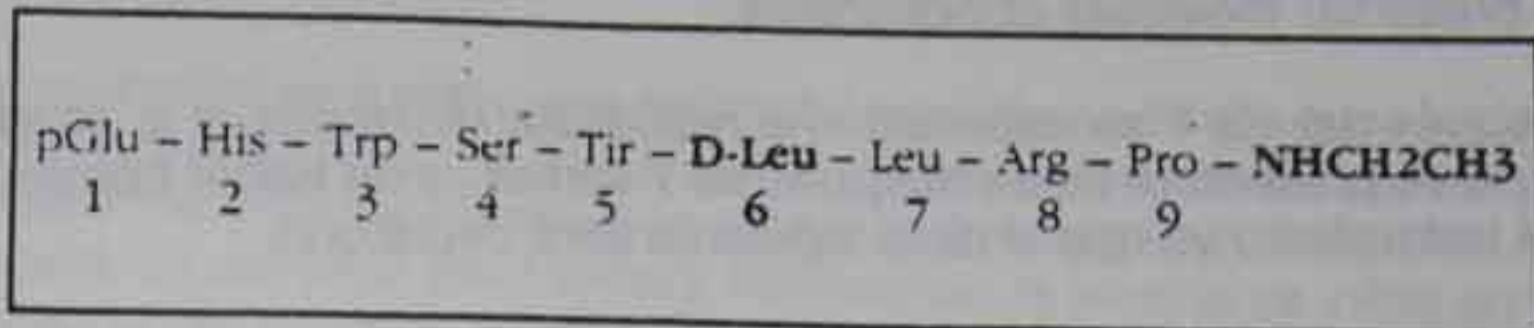 pGlu – His – Trp – Ser – Tir – D-Leu – Leu – Arg – Pro – NHCH2CH3
1 2 3 4 5 6 7 8 9